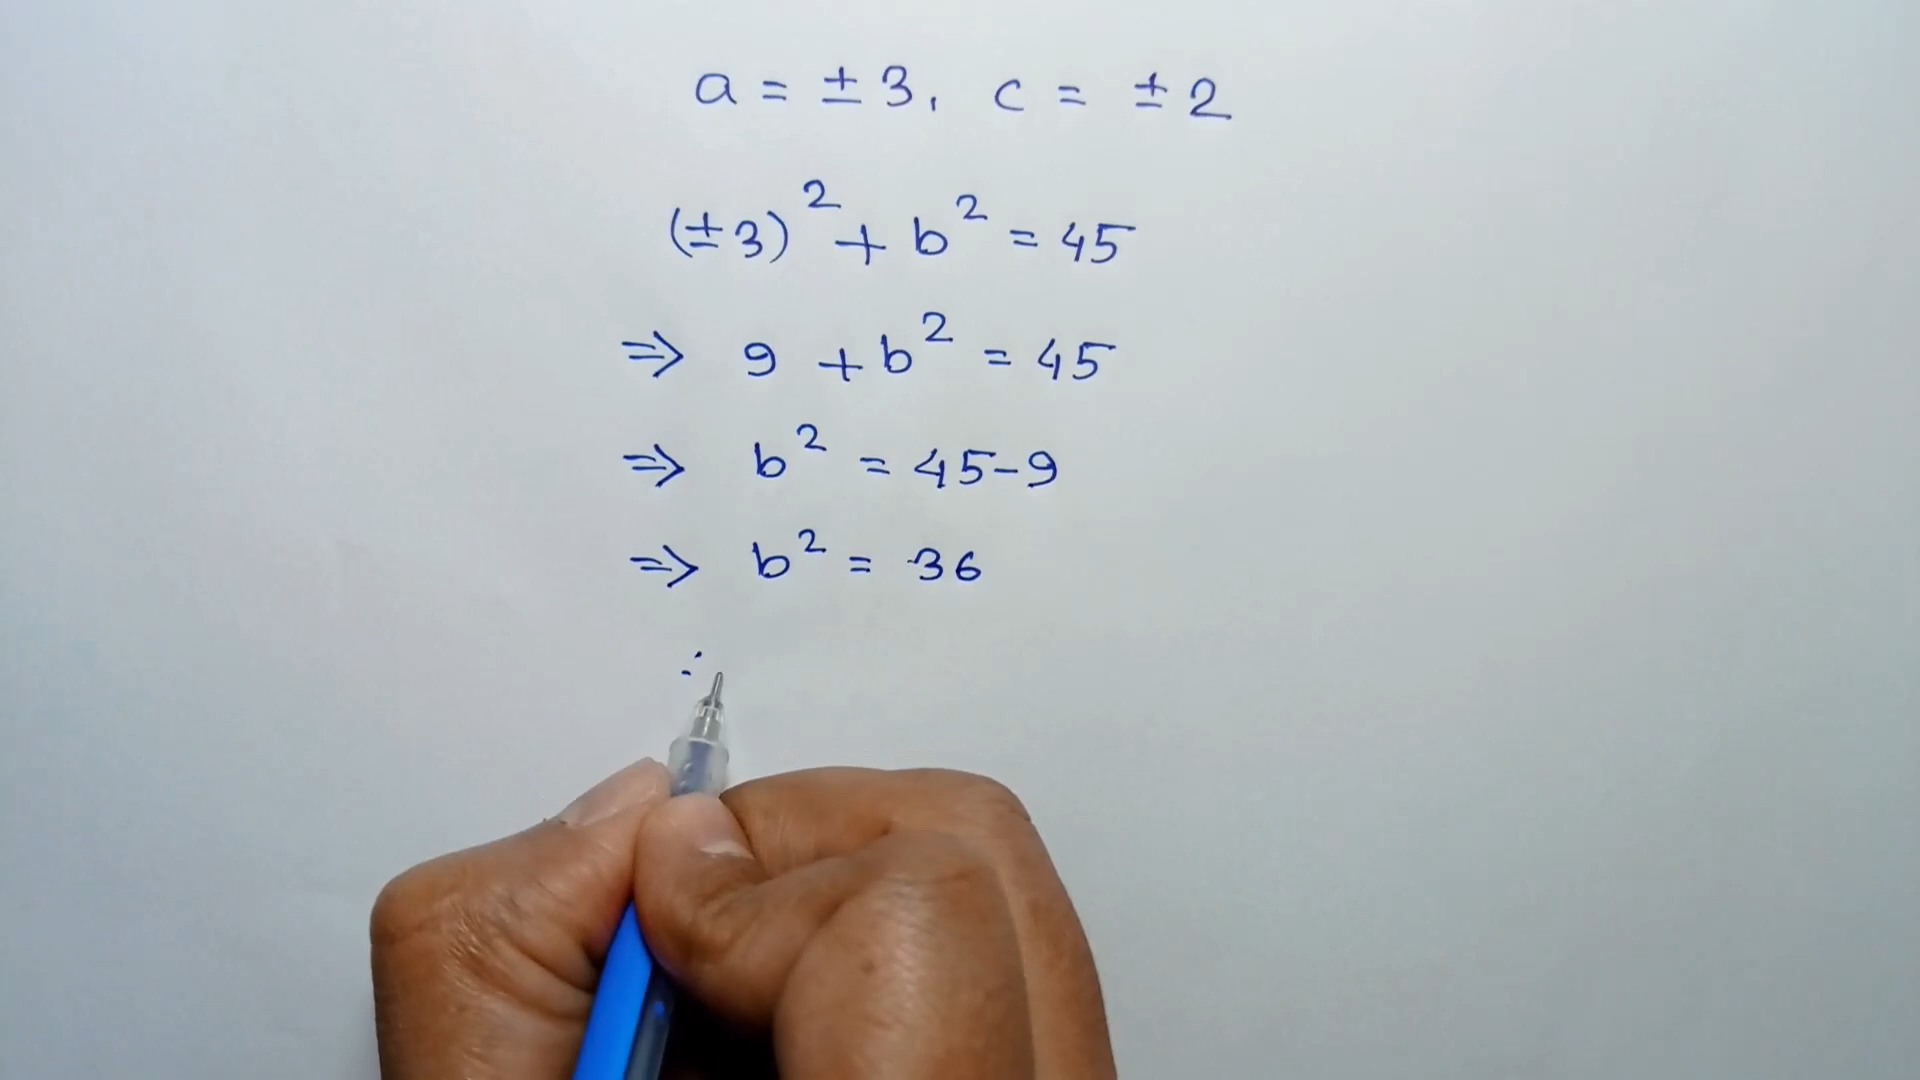 a = ± 3, c = ± 2
(±3)² + b² = 45
⇒ 9 + b² = 45
⇒ b² = 45-9
⇒ b² = 36